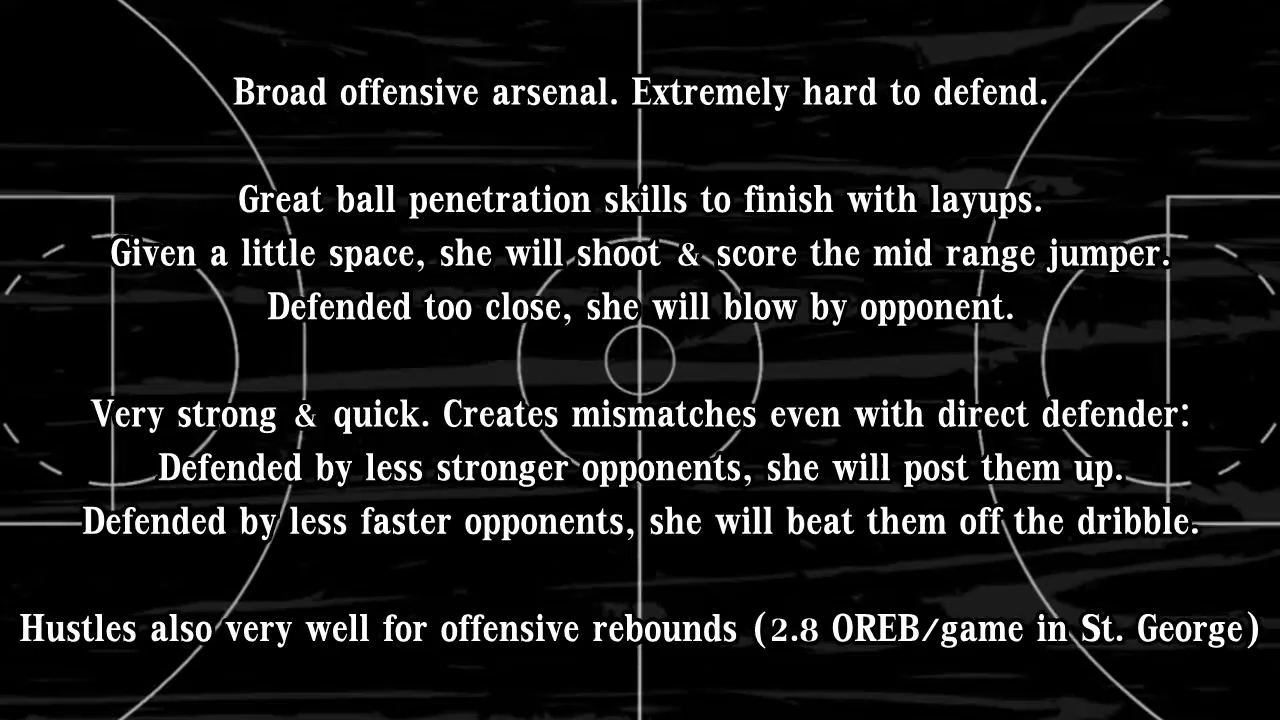 Broad offensive arsenal. Extremely hard to defend.
Great ball penetration skills to finish with layups.
Given a little space, she will shoot & score the mid range jumper.
Defended too close, she will blow by opponent.
Very strong & quick. Creates mismatches even with direct defender:
Defended by less stronger opponents, she will post them up.
Defended by less faster opponents, she will beat them off the dribble.
Hustles also very well for offensive rebounds (2.8 OREB/game in St. George)